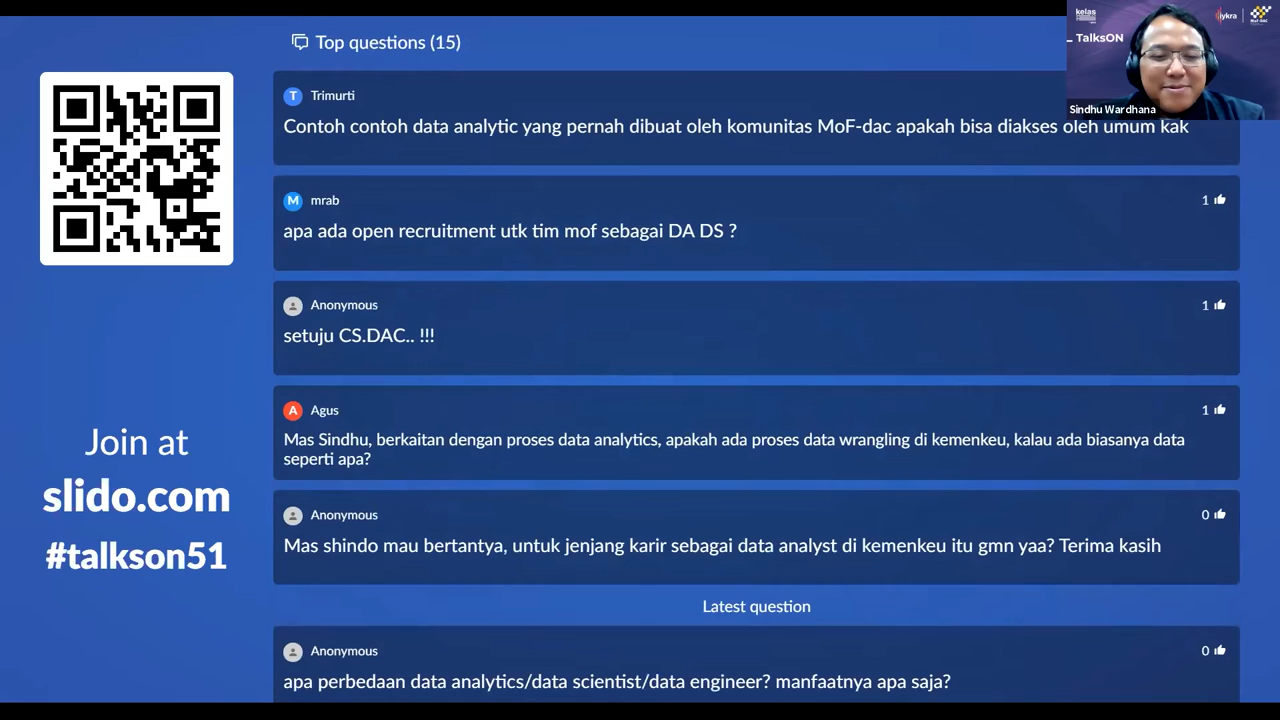 Top questions (15)
kelas
iykra
MoF-DAC
TalksON
Sindhu Wardhana
T Trimurti
Contoh contoh data analytic yang pernah dibuat oleh komunitas MoF-dac apakah bisa diakses oleh umum kak
M mrab
1
apa ada open recruitment utk tim mof sebagai DA DS ?
Anonymous
1
setuju CS.DAC.. !!!
A Agus
1
Mas Sindhu, berkaitan dengan proses data analytics, apakah ada proses data wrangling di kemenkeu, kalau ada biasanya data
seperti apa?
Anonymous
0
Mas shindo mau bertantya, untuk jenjang karir sebagai data analyst di kemenkeu itu gmn yaa? Terima kasih
Latest question
Anonymous
0
apa perbedaan data analytics/data scientist/data engineer? manfaatnya apa saja?
Join at
slido.com
#talkson51